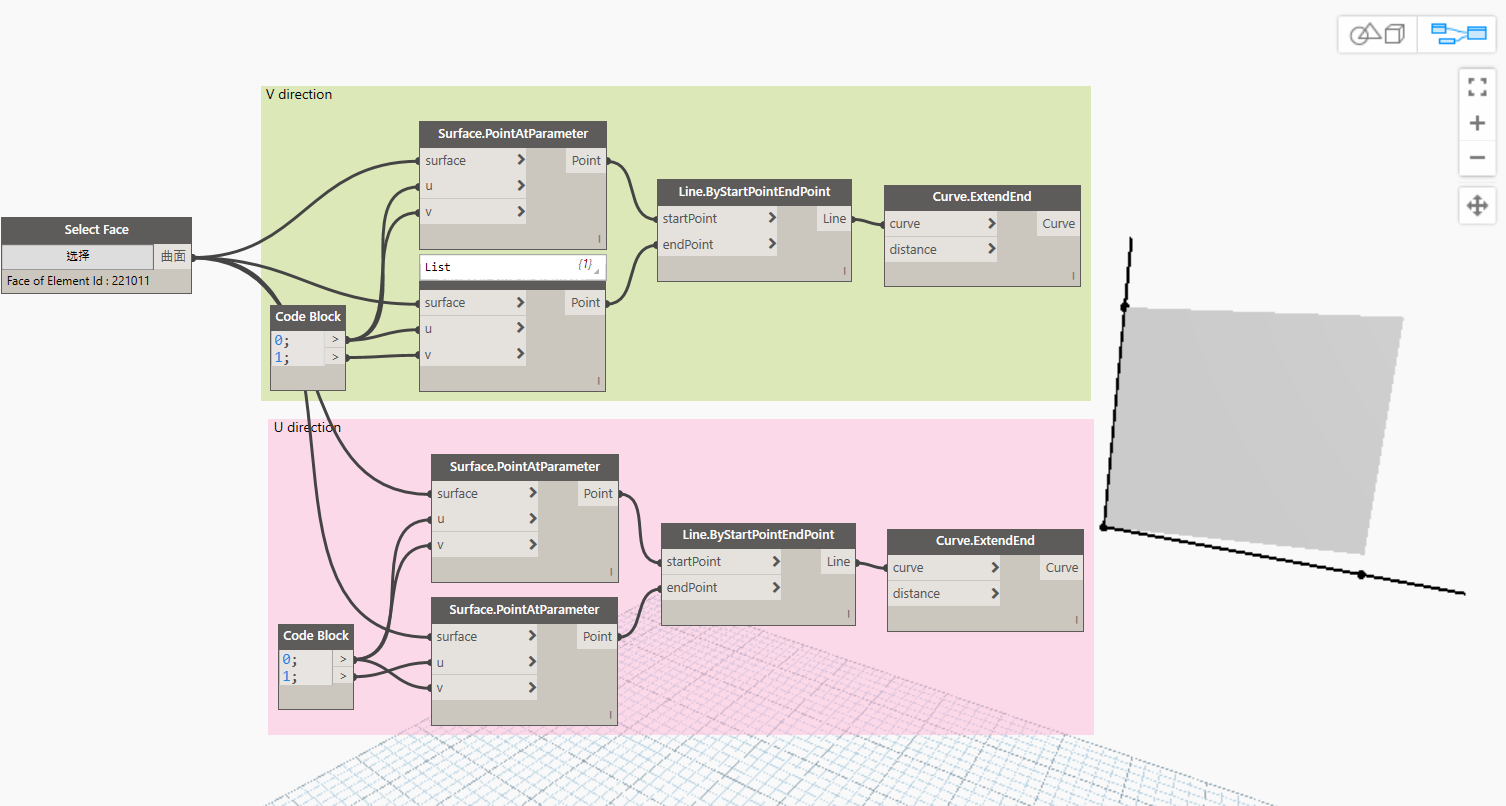 V direction
Surface.PointAtParameter
surface > Point
u >
v >
l
List {1}
surface > Point
u >
v >
l
Line.ByStartPointEndPoint
startPoint > Line
endPoint >
l
Curve.ExtendEnd
curve > Curve
distance >
l
Select Face
选择 曲面
Face of Element Id : 221011
Code Block
0; >
1; >
U direction
Surface.PointAtParameter
surface > Point
u >
v >
l
Surface.PointAtParameter
surface > Point
u >
v >
l
Line.ByStartPointEndPoint
startPoint > Line
endPoint >
l
Curve.ExtendEnd
curve > Curve
distance >
l
Code Block
0; >
1; >